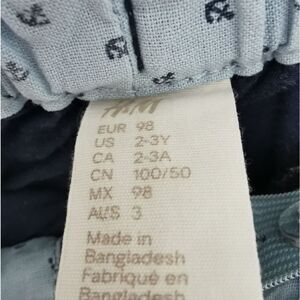 H&M
EUR 98
US 2-3Y
CA 2-3A
CN 100/50
MX 98
AUS 3
Made in
Bangladesh
Fabriqué en
Bangladesh